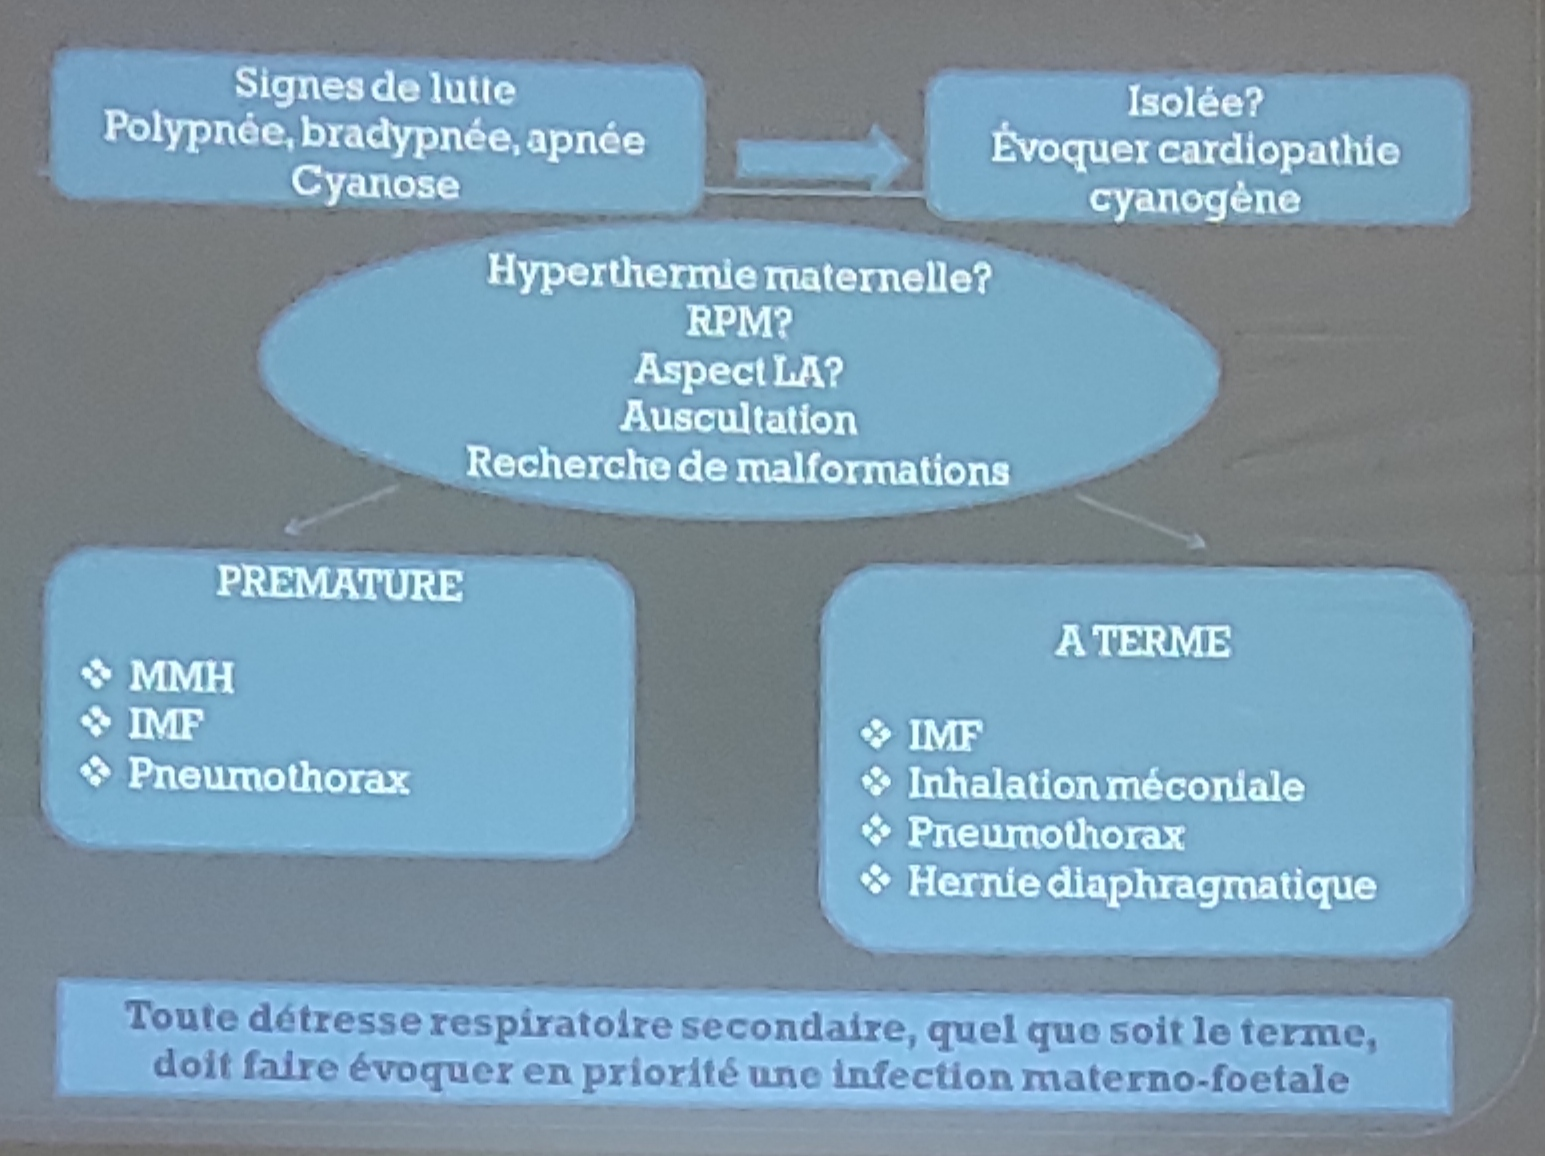 Signes de lutte
Polypnée, bradypnée, apnée
Cyanose
Isolée?
Évoquer cardiopathie
cyanogène
Hyperthermie maternelle?
RPM?
Aspect LA?
Auscultation
Recherche de malformations
PREMATURE
❖ MMH
❖ IMF
❖ Pneumothorax
A TERME
❖ IMF
❖ Inhalation méconiale
❖ Pneumothorax
❖ Hernie diaphragmatique
Toute détresse respiratoire secondaire, quel que soit le terme,
doit faire évoquer en priorité une infection materno-foetale